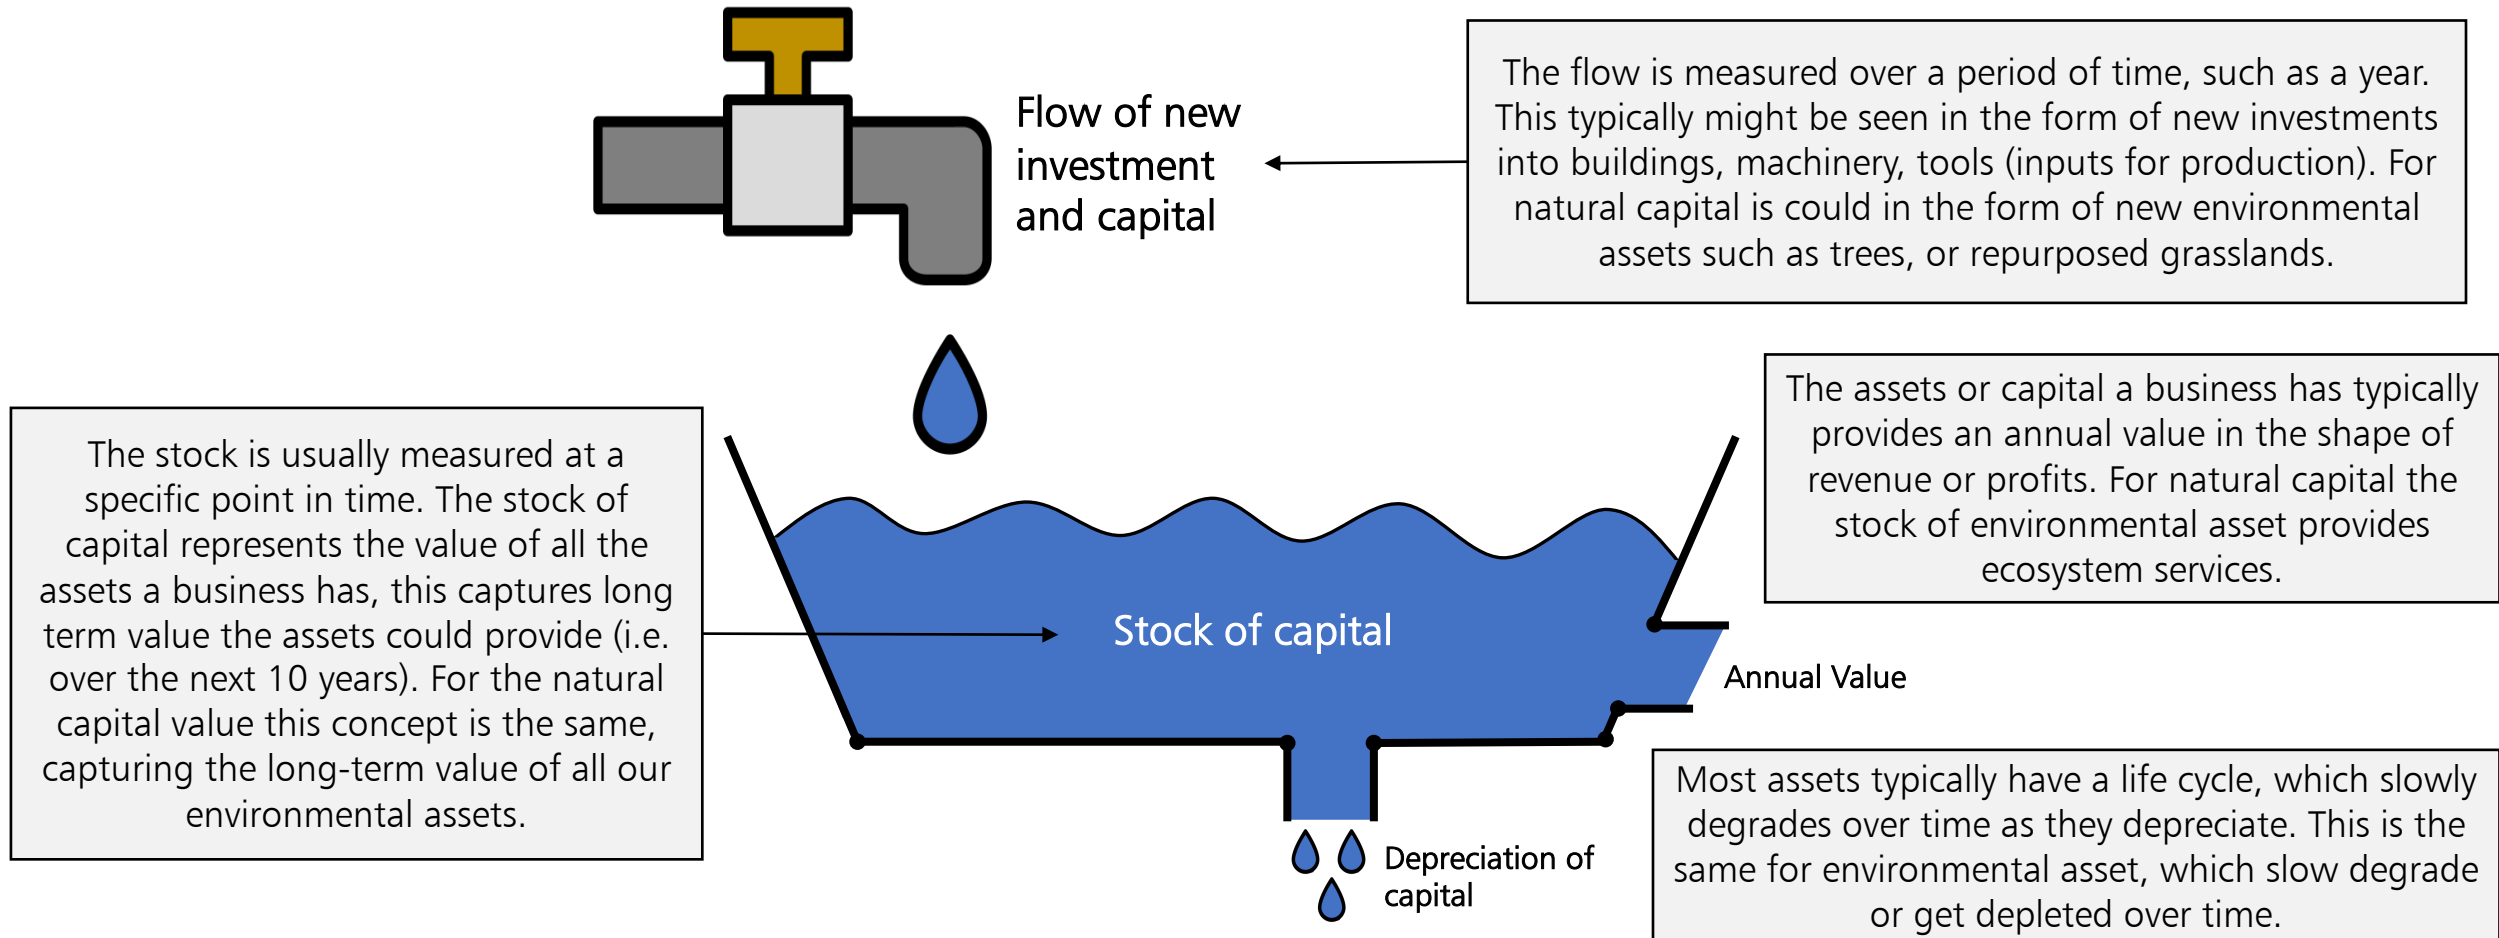 Flow of new
investment
and capital
The flow is measured over a period of time, such as a year.
This typically might be seen in the form of new investments
into buildings, machinery, tools (inputs for production). For
natural capital is could in the form of new environmental
assets such as trees, or repurposed grasslands.
The stock is usually measured at a
specific point in time. The stock of
capital represents the value of all the
assets a business has, this captures long
term value the assets could provide (i.e.
over the next 10 years). For the natural
capital value this concept is the same,
capturing the long-term value of all our
environmental assets.
Stock of capital
The assets or capital a business has typically
provides an annual value in the shape of
revenue or profits. For natural capital the
stock of environmental asset provides
ecosystem services.
Annual Value
Depreciation of
capital
Most assets typically have a life cycle, which slowly
degrades over time as they depreciate. This is the
same for environmental asset, which slow degrade
or get depleted over time.